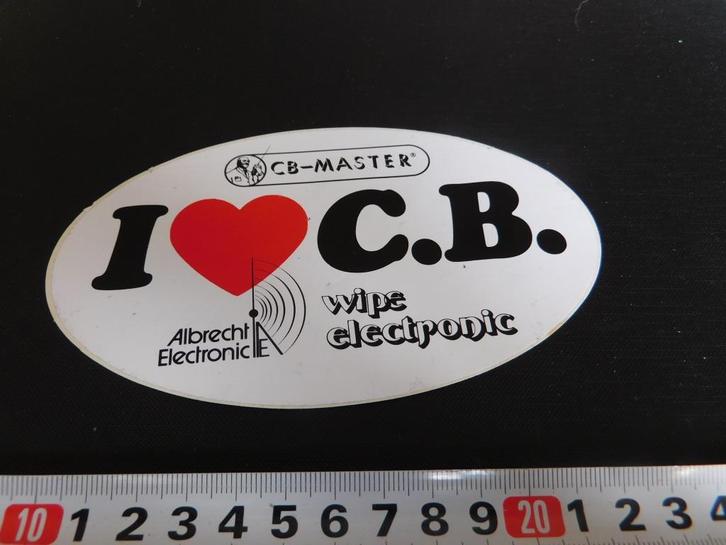 CB-MASTER®
I ❤ C.B.
Albrecht
Electronic AE
wipe
electronic
10 1 2 3 4 5 6 7 8 9 20 1 2 3 4